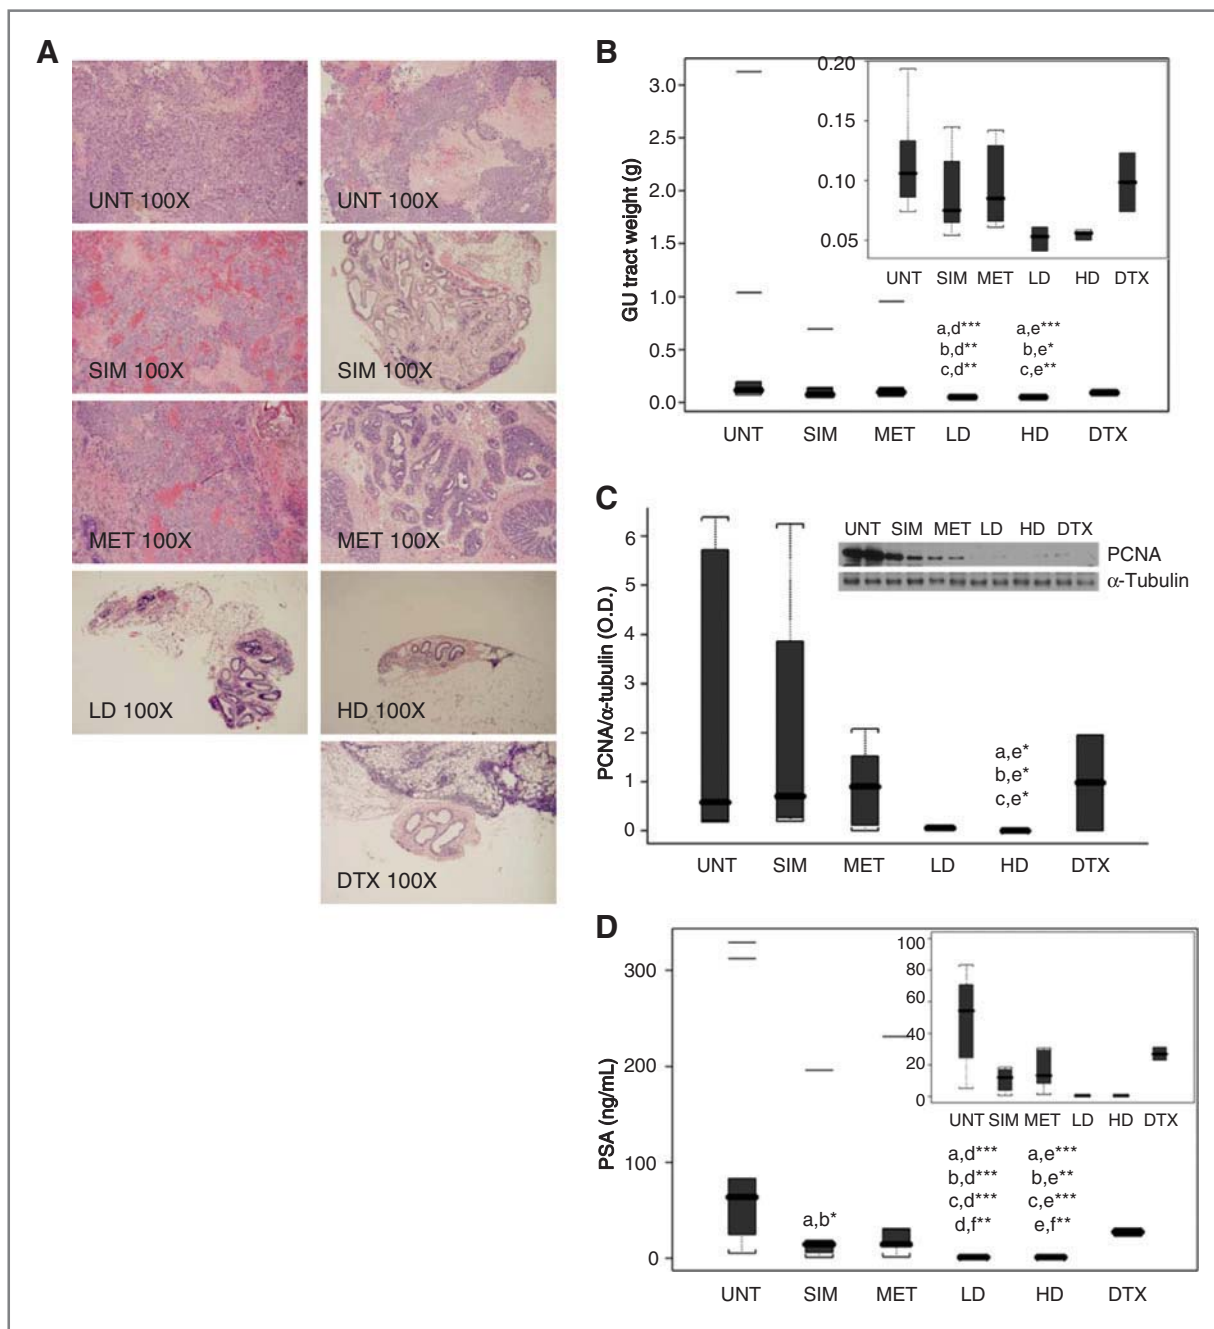 A
UNT 100X
UNT 100X
SIM 100X
SIM 100X
MET 100X
MET 100X
LD 100X
HD 100X
DTX 100X
B
GU tract weight (g)
3.0
2.5
2.0
1.5
1.0
0.5
0.0
0.20
0.15
0.10
0.05
UNT SIM MET LD HD DTX
a,d*** a,e***
b,d** b,e*
c,d** c,e**
UNT SIM MET LD HD DTX
C
PCNA/α-tubulin (O.D.)
6
5
4
3
2
1
0
UNT SIM MET LD HD DTX
PCNA
α-Tubulin
a,e*
b,e*
c,e*
UNT SIM MET LD HD DTX
D
PSA (ng/mL)
300
200
100
0
100
80
60
40
20
0
UNT SIM MET LD HD DTX
a,d*** a,e***
b,d*** b,e**
a,b* c,d*** c,e***
d,f** e,f**
UNT SIM MET LD HD DTX